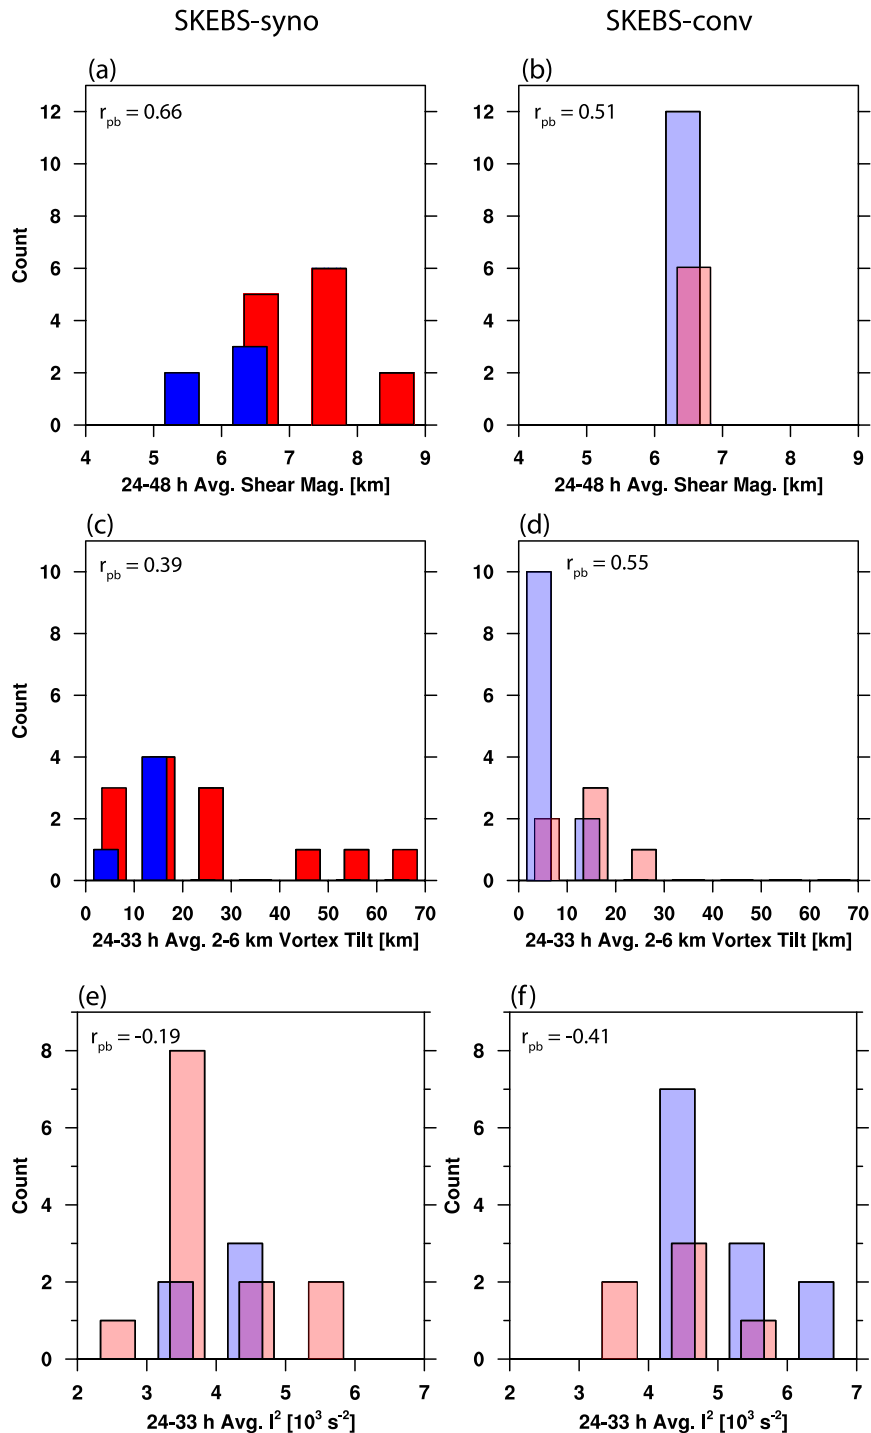 SKEBS-syno
SKEBS-conv
(a)
(b)
r_pb = 0.66
r_pb = 0.51
12
10
8
6
4
2
0
Count
4 5 6 7 8 9
24-48 h Avg. Shear Mag. [km]
12
10
8
6
4
2
0
4 5 6 7 8 9
24-48 h Avg. Shear Mag. [km]
(c)
(d)
r_pb = 0.39
r_pb = 0.55
10
8
6
4
2
0
Count
0 10 20 30 40 50 60 70
24-33 h Avg. 2-6 km Vortex Tilt [km]
10
8
6
4
2
0
Count
0 10 20 30 40 50 60 70
24-33 h Avg. 2-6 km Vortex Tilt [km]
(e)
(f)
r_pb = -0.19
r_pb = -0.41
8
6
4
2
0
Count
2 3 4 5 6 7
24-33 h Avg. I² [10³ s⁻²]
8
6
4
2
0
Count
2 3 4 5 6 7
24-33 h Avg. I² [10³ s⁻²]